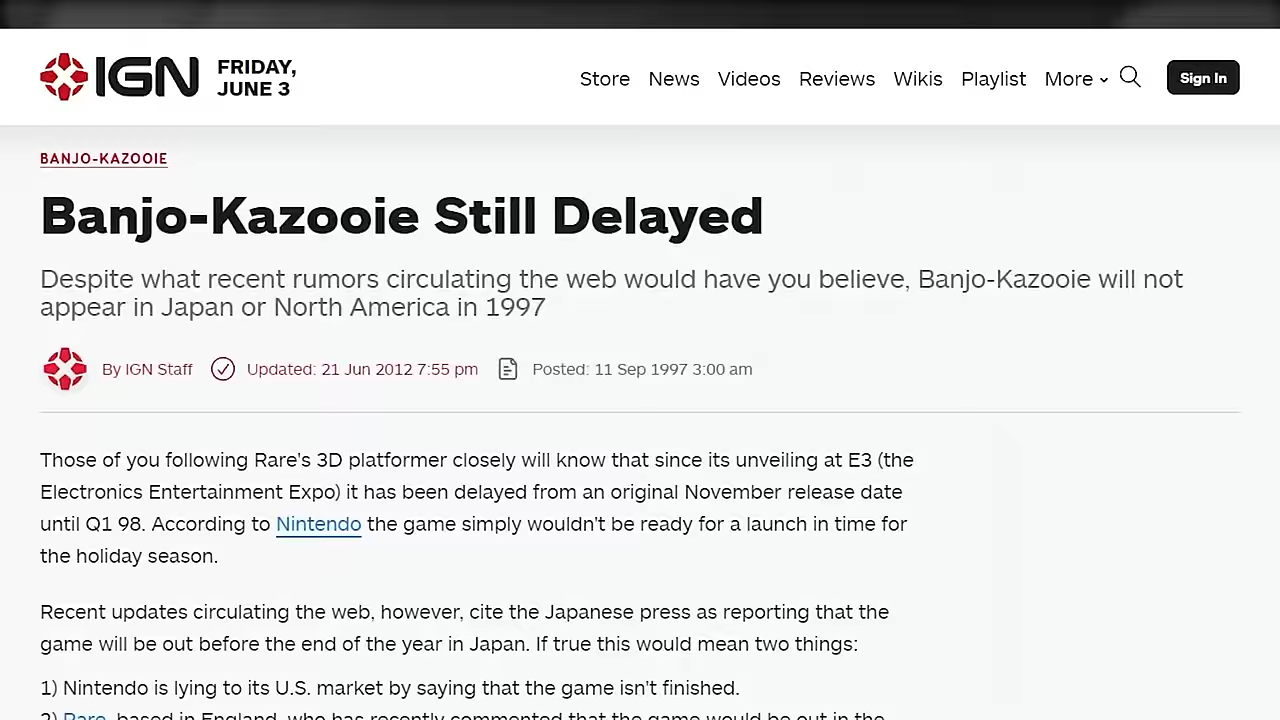 IGN FRIDAY,
JUNE 3
Store News Videos Reviews Wikis Playlist More Sign In
BANJO-KAZOOIE
Banjo-Kazooie Still Delayed
Despite what recent rumors circulating the web would have you believe, Banjo-Kazooie will not
appear in Japan or North America in 1997
By IGN Staff Updated: 21 Jun 2012 7:55 pm Posted: 11 Sep 1997 3:00 am
Those of you following Rare's 3D platformer closely will know that since its unveiling at E3 (the
Electronics Entertainment Expo) it has been delayed from an original November release date
until Q1 98. According to Nintendo the game simply wouldn't be ready for a launch in time for
the holiday season.
Recent updates circulating the web, however, cite the Japanese press as reporting that the
game will be out before the end of the year in Japan. If true this would mean two things:
1) Nintendo is lying to its U.S. market by saying that the game isn't finished.
2) Rare, based in England, who has recently commented that the game would be out in the